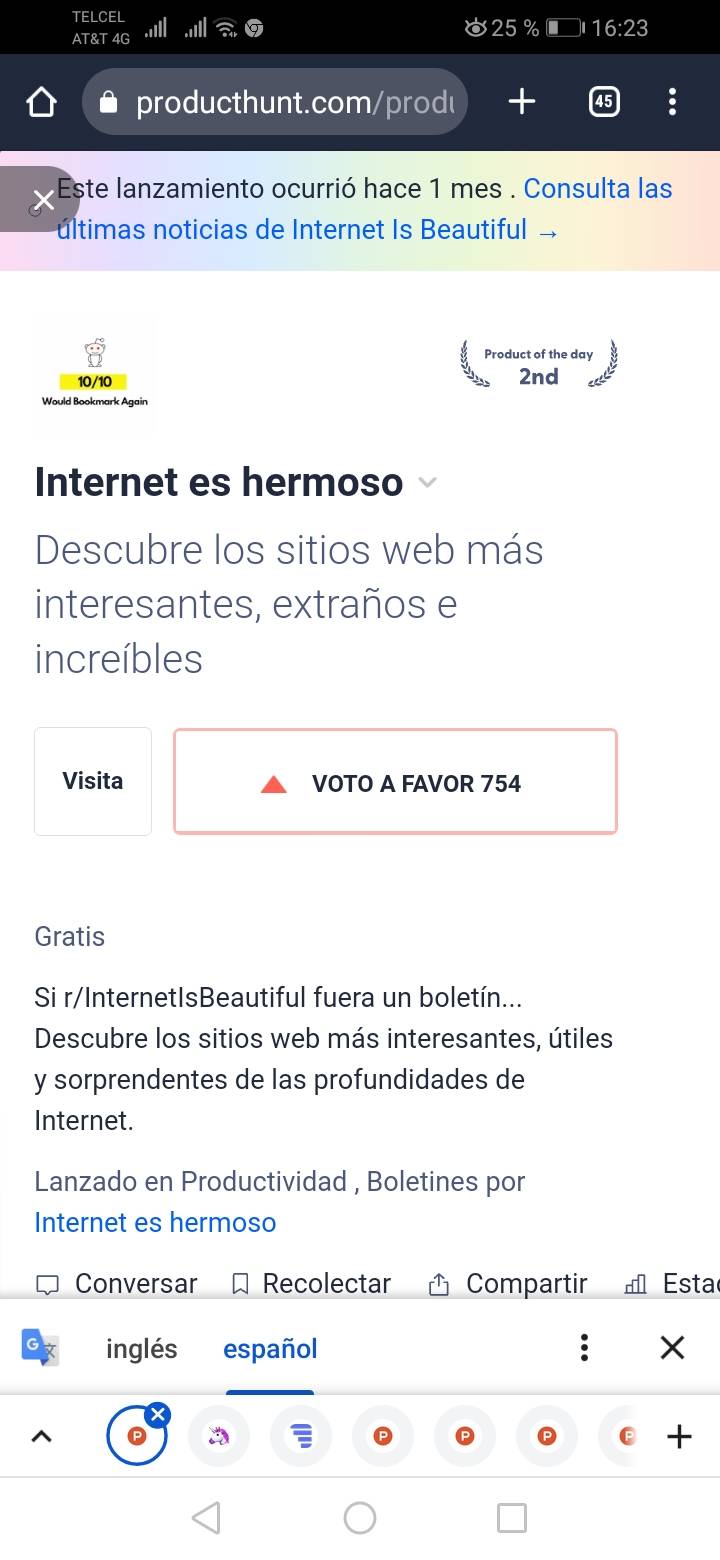 TELCEL
AT&T 4G
25 % 16:23
producthunt.com/produ
45
Este lanzamiento ocurrió hace 1 mes . Consulta las
últimas noticias de Internet Is Beautiful →
10/10
Would Bookmark Again
Product of the day
2nd
Internet es hermoso
Descubre los sitios web más
interesantes, extraños e
increíbles
Visita
VOTO A FAVOR 754
Gratis
Si r/InternetIsBeautiful fuera un boletín...
Descubre los sitios web más interesantes, útiles
y sorprendentes de las profundidades de
Internet.
Lanzado en Productividad , Boletines por
Internet es hermoso
Conversar Recolectar Compartir Esta
G 文
inglés español
P P P P P